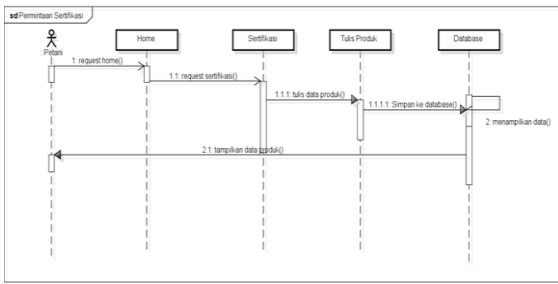 sd Permintaan Sertifikasi
: Petani
Home
Sertifikasi
Tulis Produk
Database
1: request home()
1.1: request sertifikasi()
1.1.1: tulis data produk()
1.1.1.1: Simpan ke database()
2: menampilkan data()
2.1: tampilkan data produk()